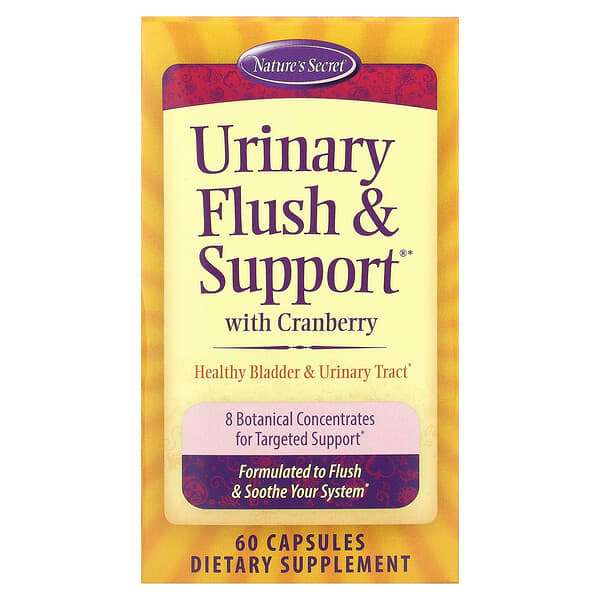 Nature's Secret®
Urinary
Flush &
Support®*
with Cranberry
Healthy Bladder & Urinary Tract*
8 Botanical Concentrates
for Targeted Support*
Formulated to Flush
& Soothe Your System*
60 CAPSULES
DIETARY SUPPLEMENT